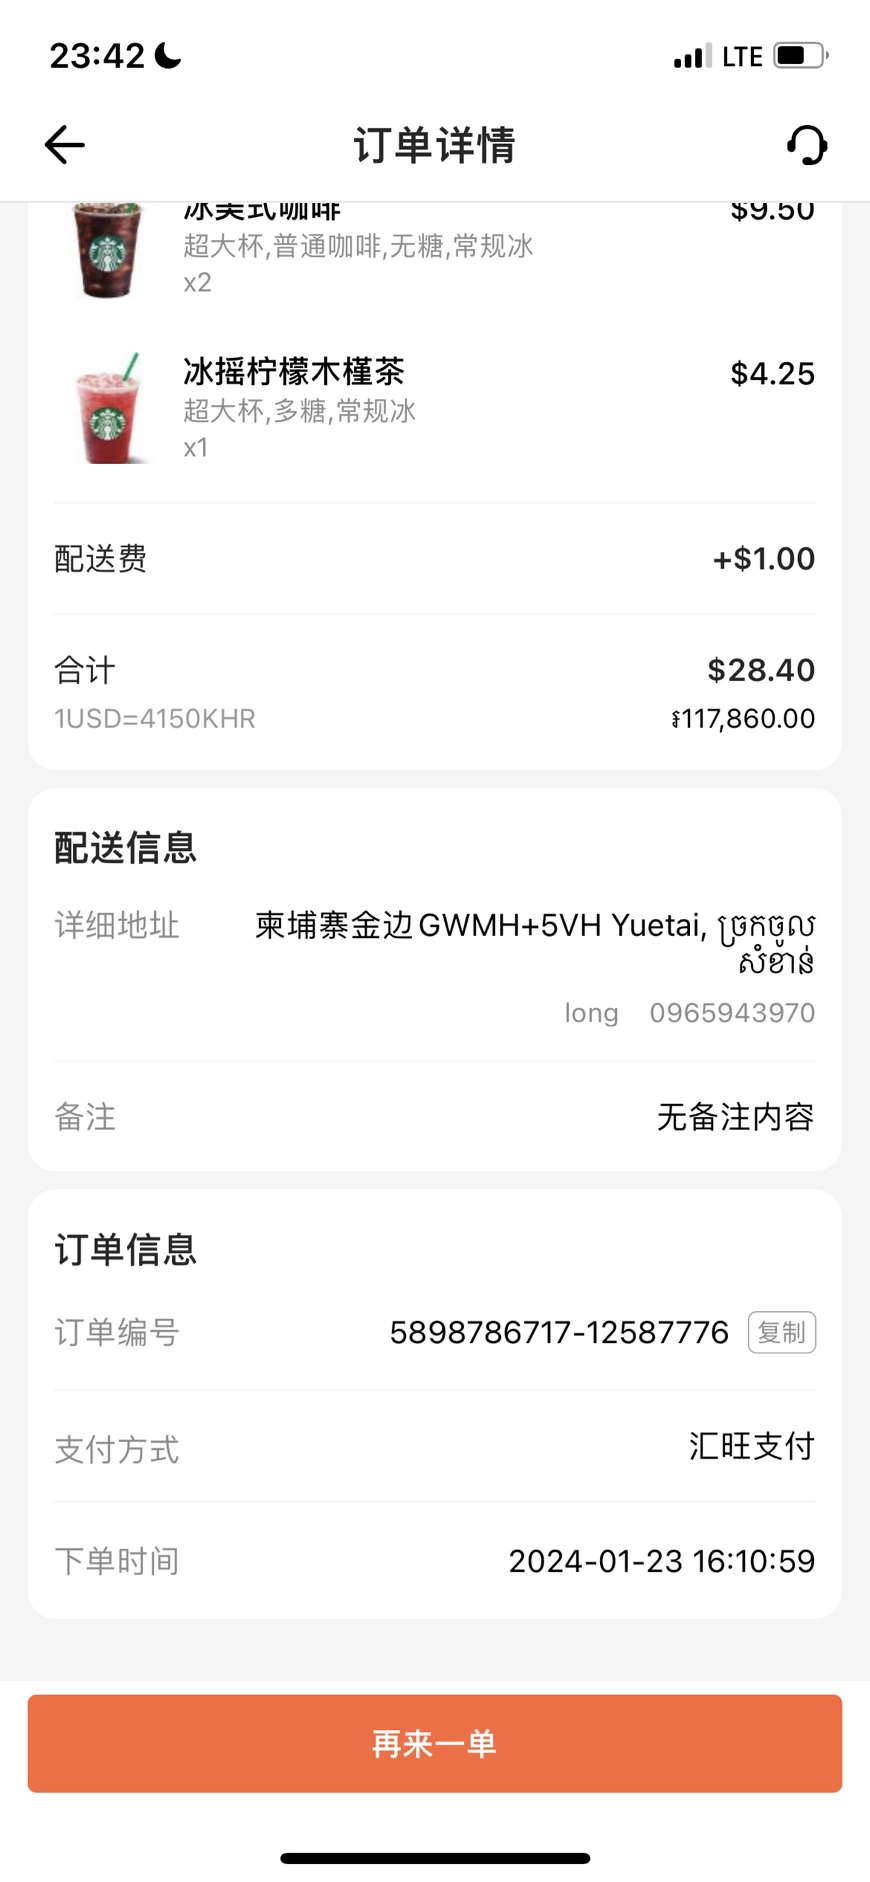 23:42
LTE
订单详情
冰美式咖啡 $9.50
超大杯,普通咖啡,无糖,常规冰
x2
冰摇柠檬木槿茶 $4.25
超大杯,多糖,常规冰
x1
配送费 +$1.00
合计 $28.40
1USD=4150KHR ៛117,860.00
配送信息
详细地址 柬埔寨金边GWMH+5VH Yuetai, ច្រកចូល
សំខាន់
long 0965943970
备注 无备注内容
订单信息
订单编号 5898786717-12587776 复制
支付方式 汇旺支付
下单时间 2024-01-23 16:10:59
再来一单